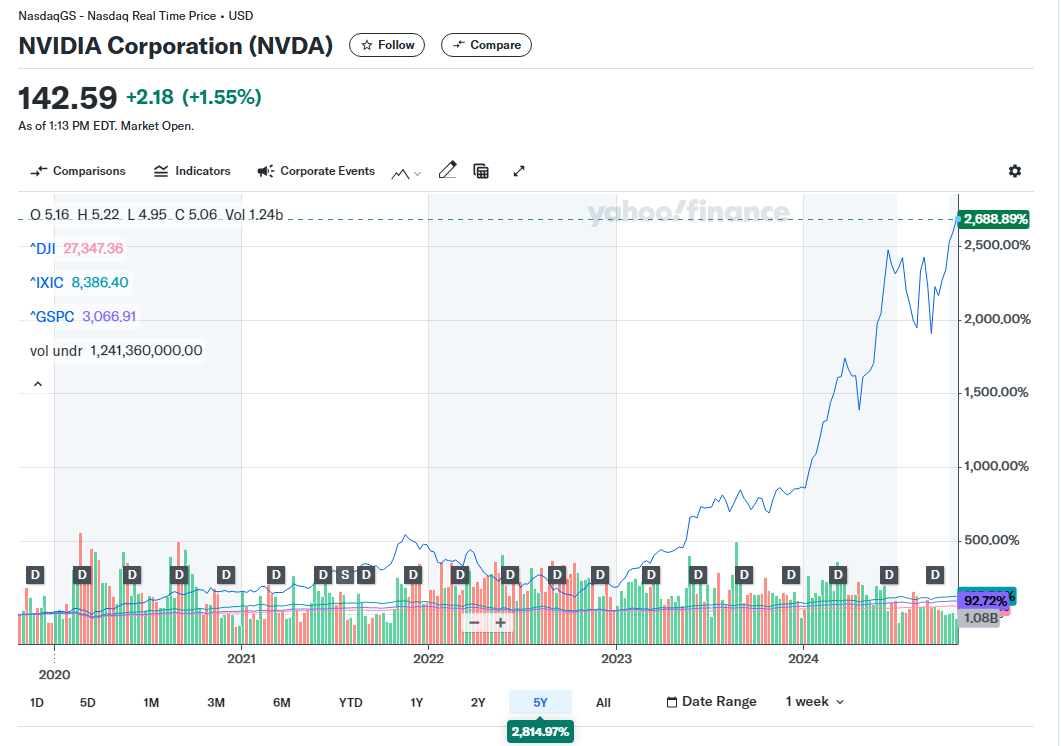 NasdaqGS - Nasdaq Real Time Price • USD
NVIDIA Corporation (NVDA) Follow Compare
142.59 +2.18 (+1.55%)
As of 1:13 PM EDT. Market Open.
Comparisons Indicators Corporate Events
yahoo!finance
O 5.16 H 5.22 L 4.95 C 5.06 Vol 1.24b
2,688.89%
^DJI 27,347.36
2,500.00%
^IXIC 8,386.40
^GSPC 3,066.91
2,000.00%
vol undr 1,241,360,000.00
1,500.00%
1,000.00%
500.00%
D D D D D D D S D D D D D D D D D D D D D
92.72%
1.08B
2020 2021 2022 2023 2024
1D 5D 1M 3M 6M YTD 1Y 2Y 5Y All Date Range 1 week
2,814.97%